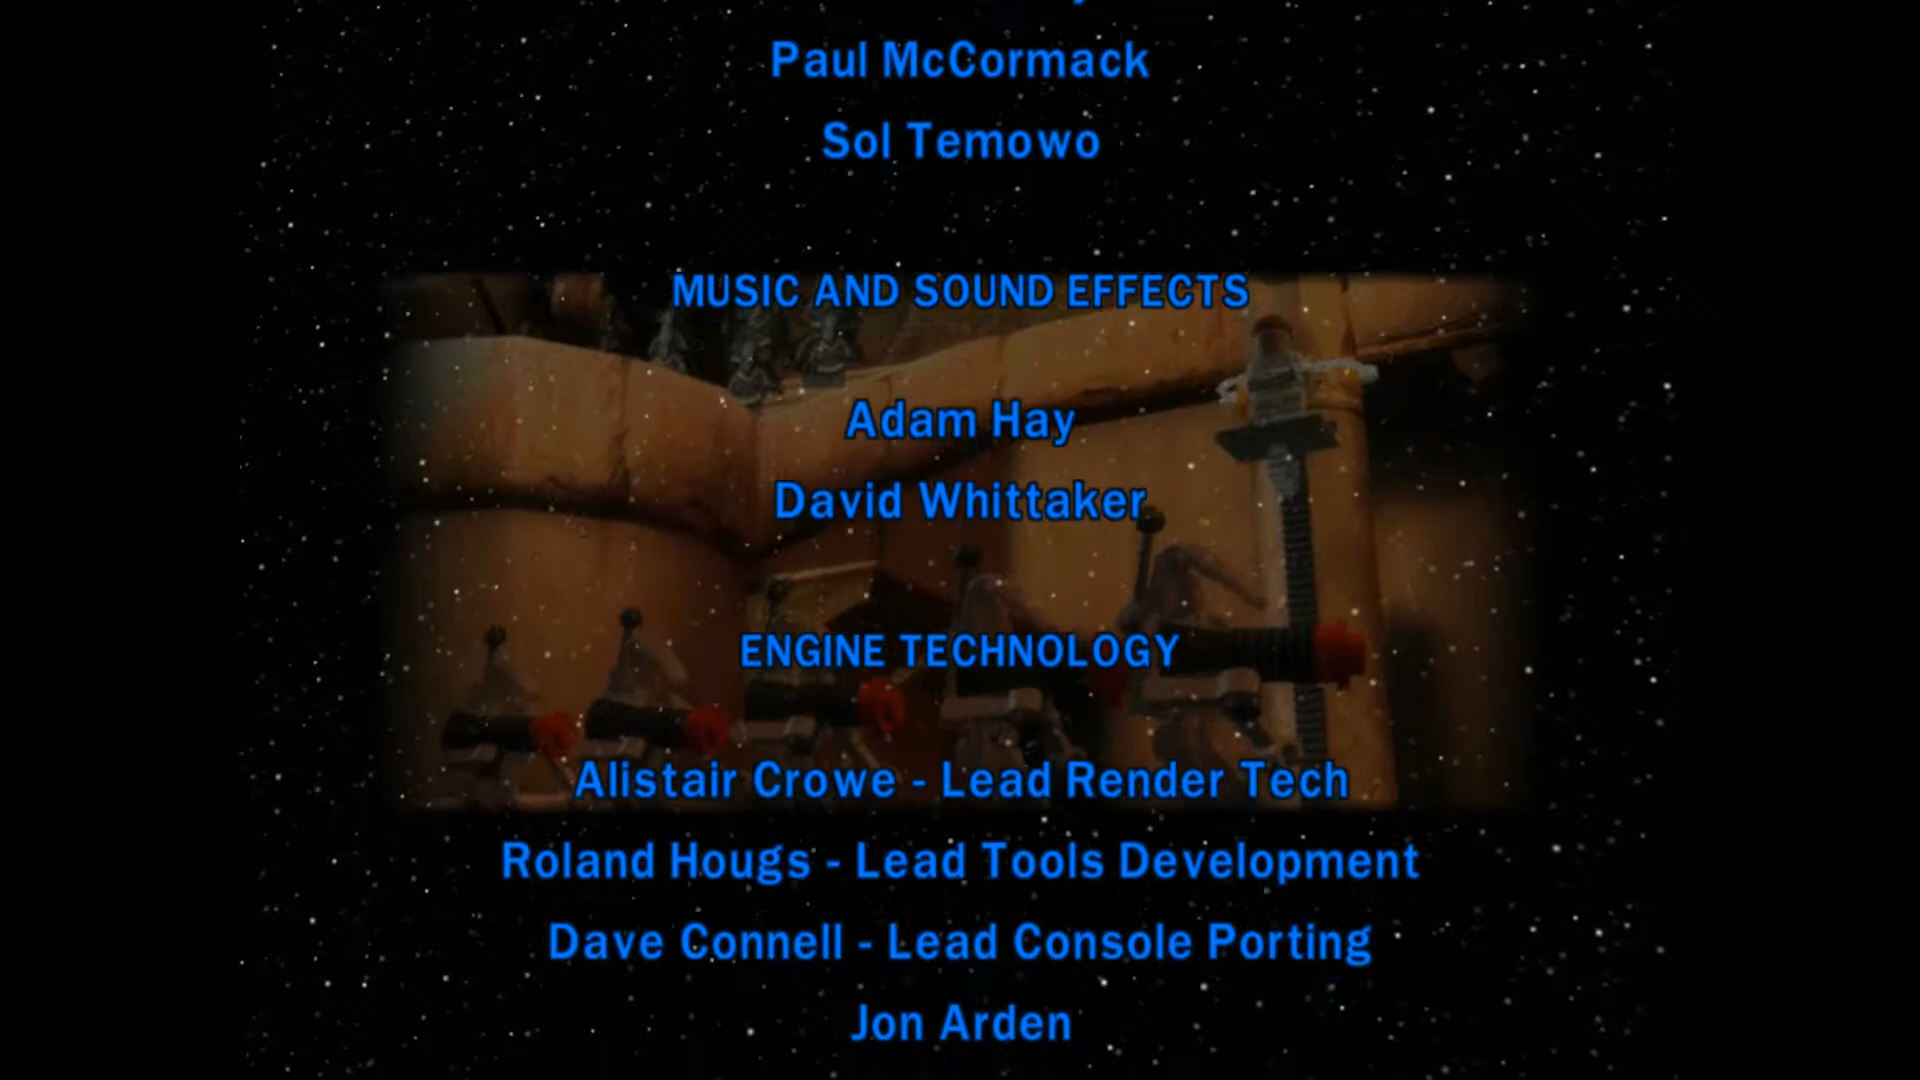 Paul McCormack
Sol Temowo
MUSIC AND SOUND EFFECTS
Adam Hay
David Whittaker
ENGINE TECHNOLOGY
Alistair Crowe - Lead Render Tech
Roland Hougs - Lead Tools Development
Dave Connell - Lead Console Porting
Jon Arden